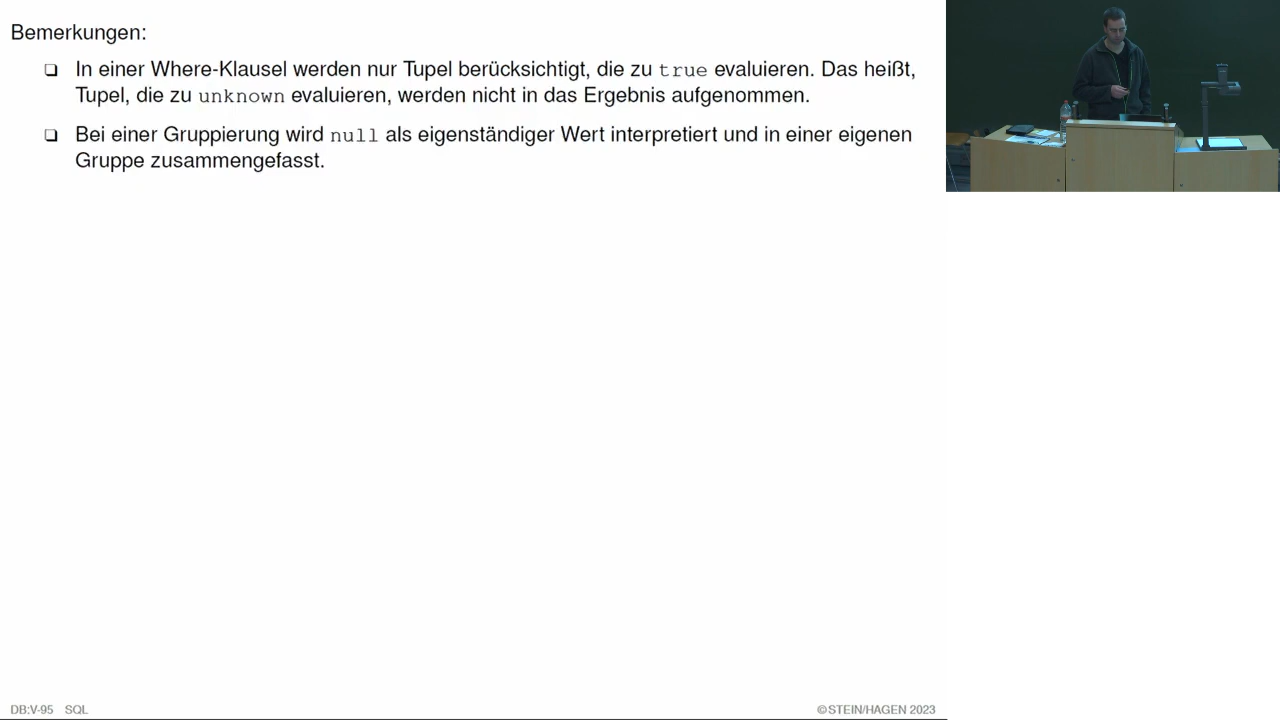 Bemerkungen:
❑ In einer Where-Klausel werden nur Tupel berücksichtigt, die zu true evaluieren. Das heißt,
Tupel, die zu unknown evaluieren, werden nicht in das Ergebnis aufgenommen.
❑ Bei einer Gruppierung wird null als eigenständiger Wert interpretiert und in einer eigenen
Gruppe zusammengefasst.
DB:V-95 SQL
©STEIN/HAGEN 2023